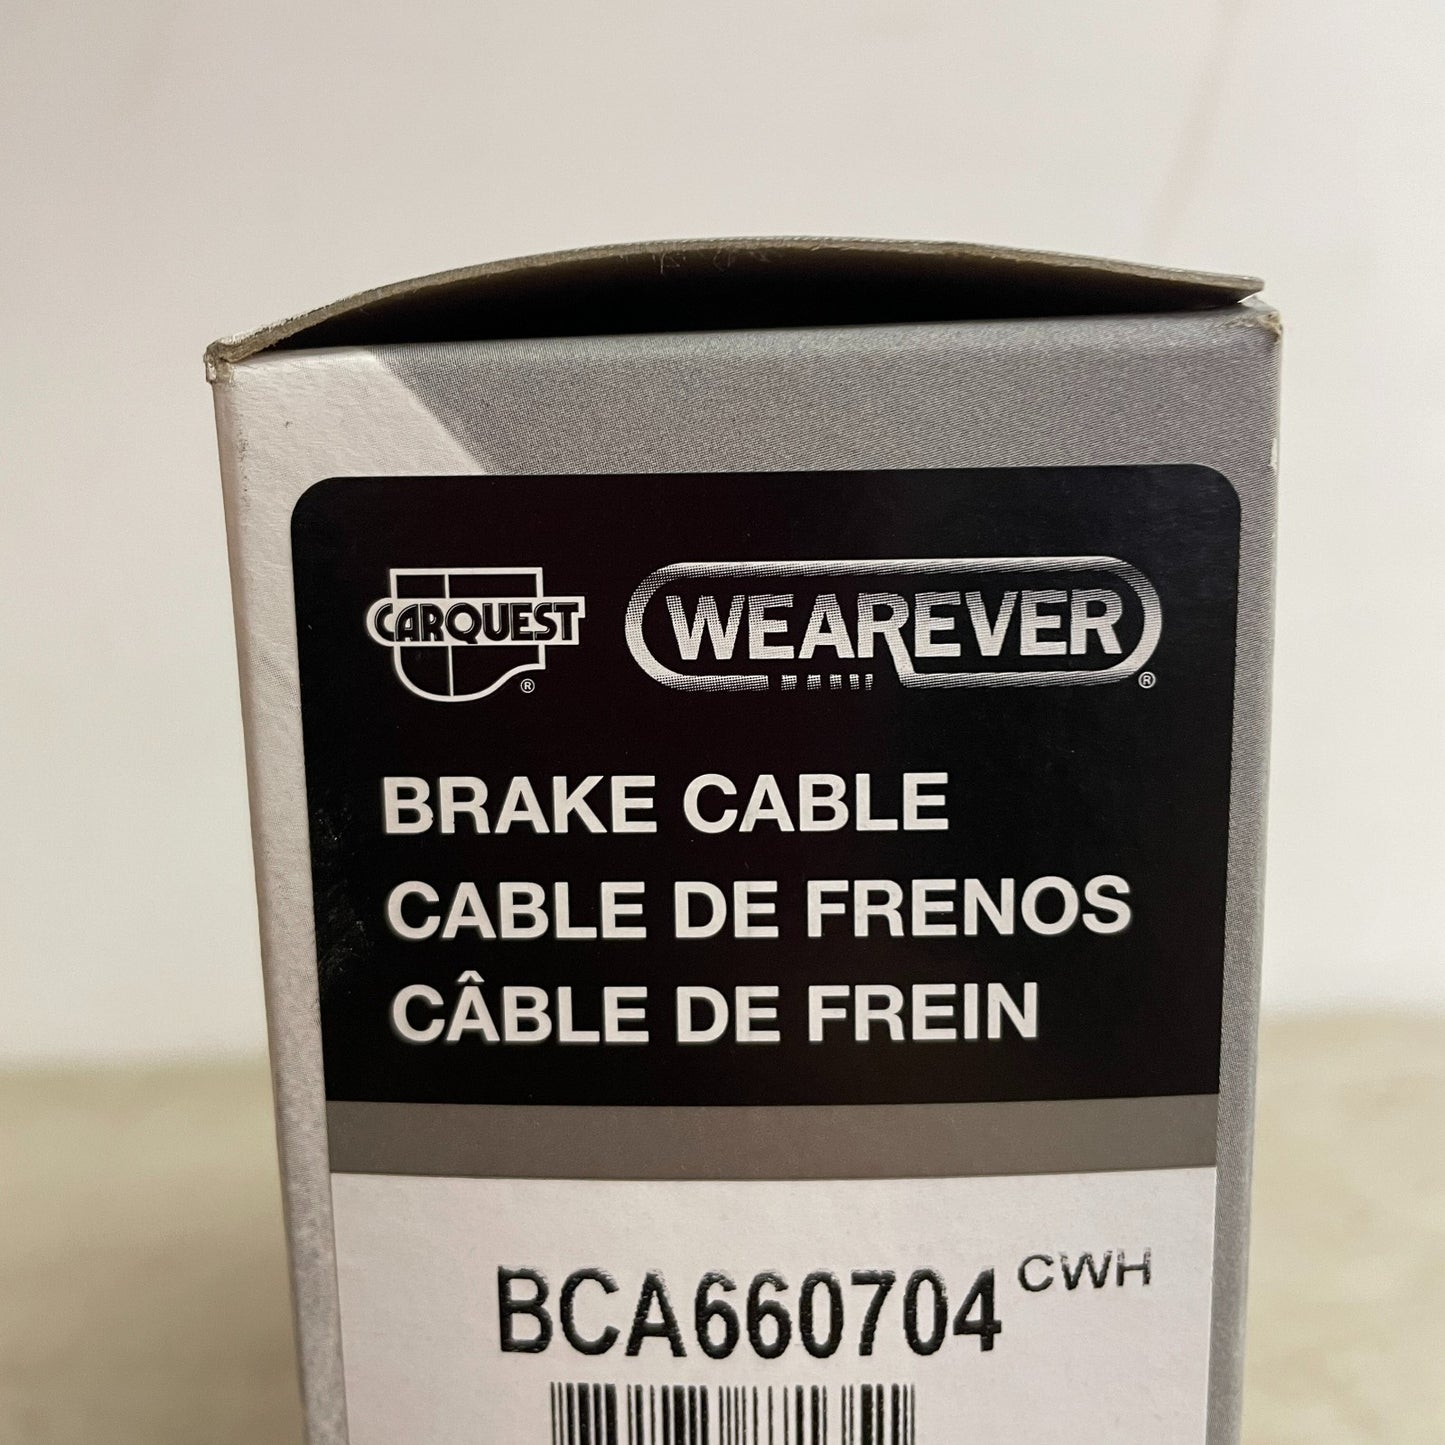 CARQUEST ® WEAREVER ®
BRAKE CABLE
CABLE DE FRENOS
CÂBLE DE FREIN
BCA660704 CWH